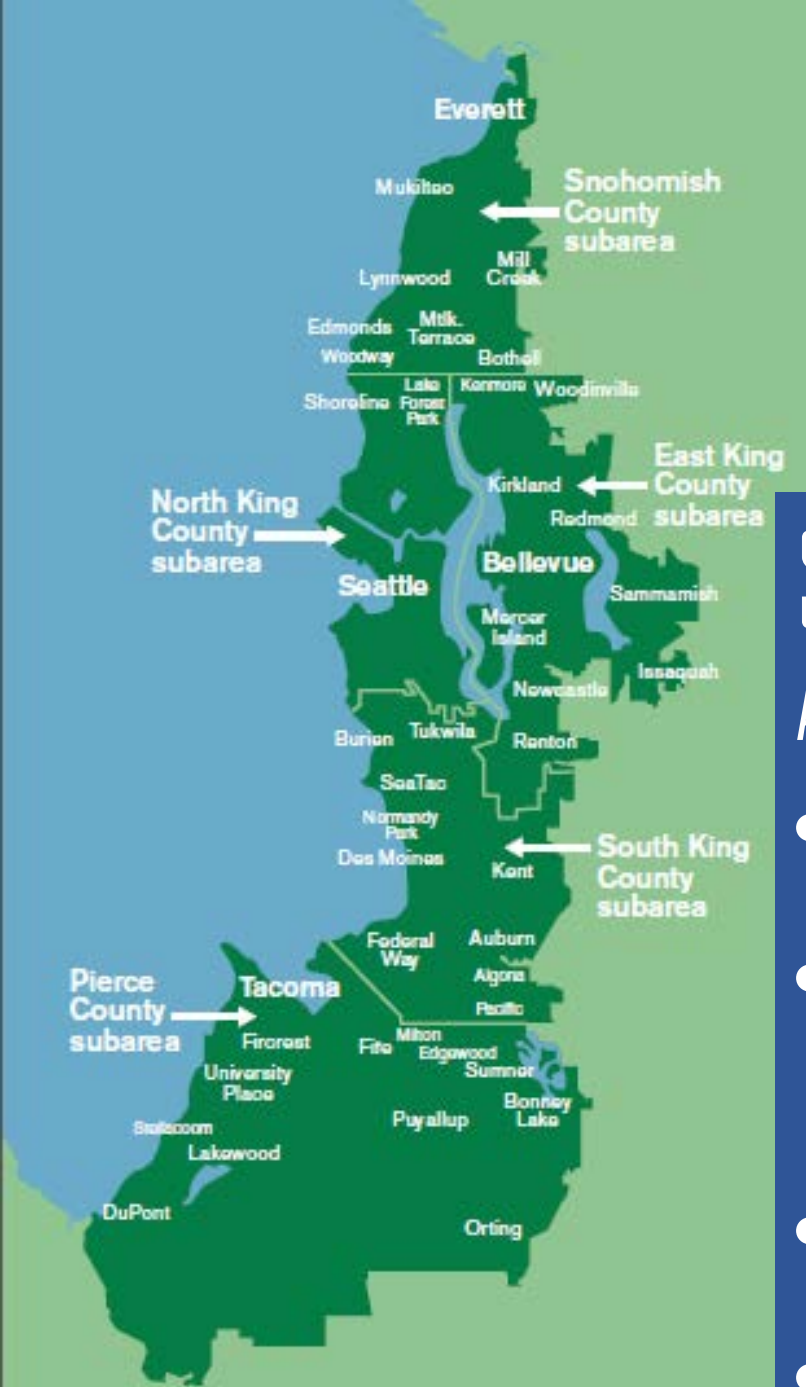 Everett
Mukilteo
Snohomish
County
subarea
Mill
Creek
Lynnwood
Edmonds
Mtlk.
Terrace
Woodway
Bothell
Lake
Forest
Park
Kenmore
Woodinville
Shoreline
East King
County
subarea
Kirkland
Redmond
North King
County
subarea
Seattle
Bellevue
Sammamish
Mercer
Island
Issaquah
Newcastle
Burien
Tukwila
Renton
SeaTac
Normandy
Park
Des Moines
South King
County
subarea
Kent
Federal
Way
Auburn
Algona
Pacific
Pierce
County
subarea
Tacoma
Fircrest
Fife
Milton
Edgewood
Sumner
University
Place
Bonney
Lake
Puyallup
Steilacoom
Lakewood
DuPont
Orting